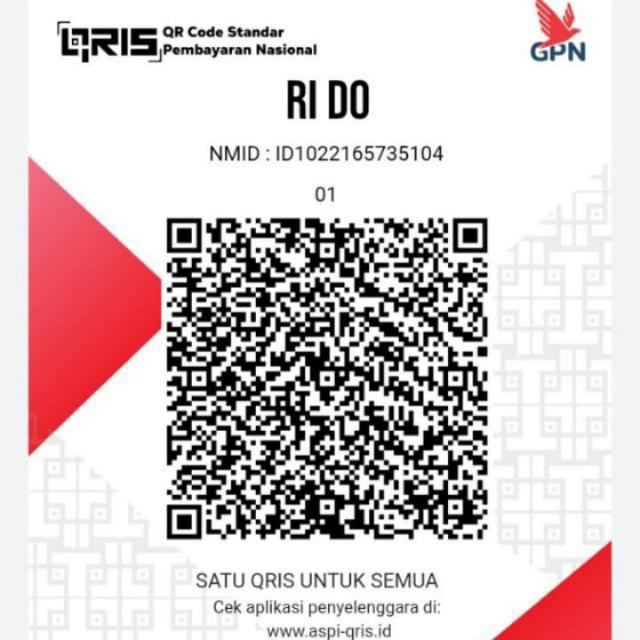 QRIS QR Code Standar
Pembayaran Nasional
GPN
RI DO
NMID : ID1022165735104
01
SATU QRIS UNTUK SEMUA
Cek aplikasi penyelenggara di:
www.aspi-qris.id